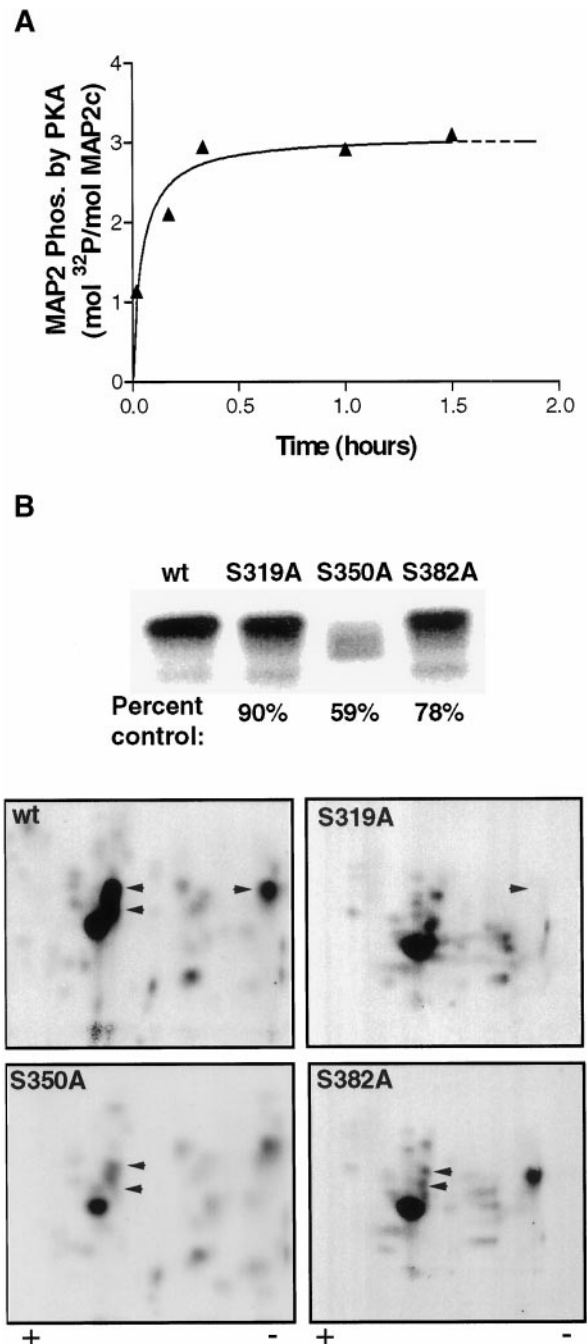 A
MAP2 Phos. by PKA
(mol ³²P/mol MAP2c)
4
3
2
1
0
0.0 0.5 1.0 1.5 2.0
Time (hours)
B
wt S319A S350A S382A
Percent control: 90% 59% 78%
wt
S319A
S350A
S382A
+ - + -